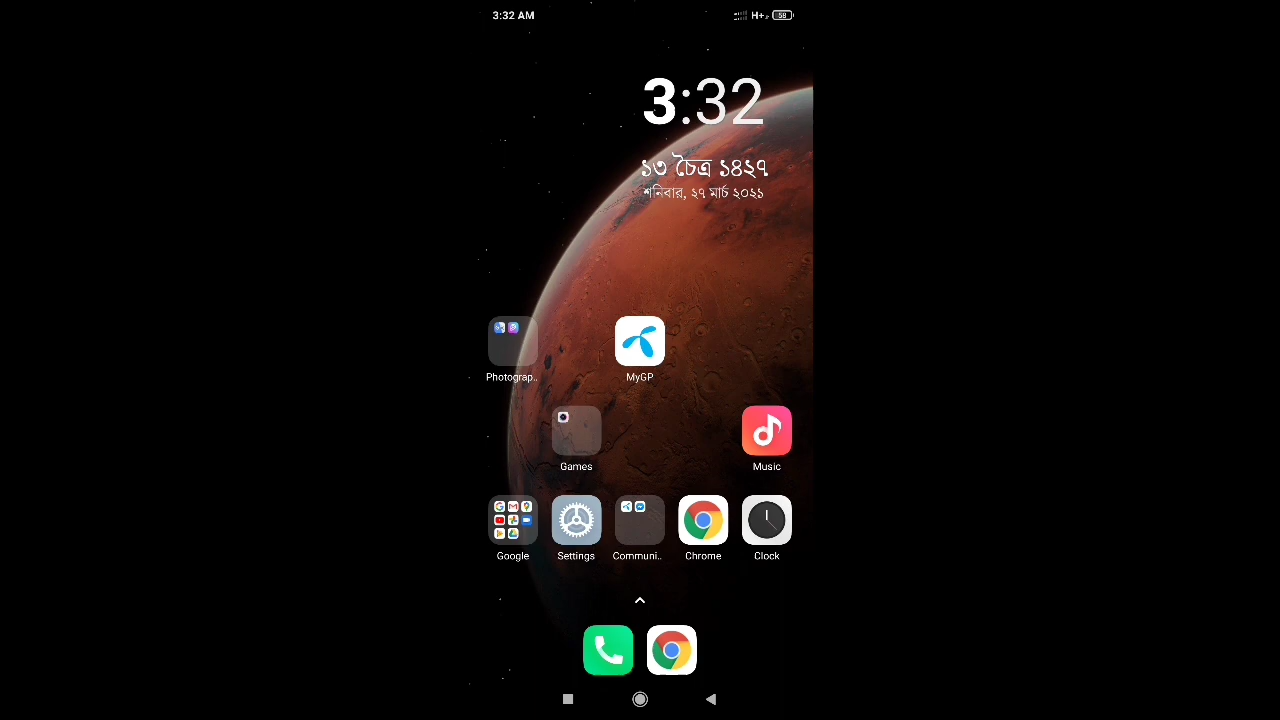 3:32 AM
H+
58
3:32
১৩ চৈত্র ১৪২৭
শনিবার, ২৭ মার্চ ২০২১
Photograp..
MyGP
Games
Music
Google
Settings
Communi..
Chrome
Clock